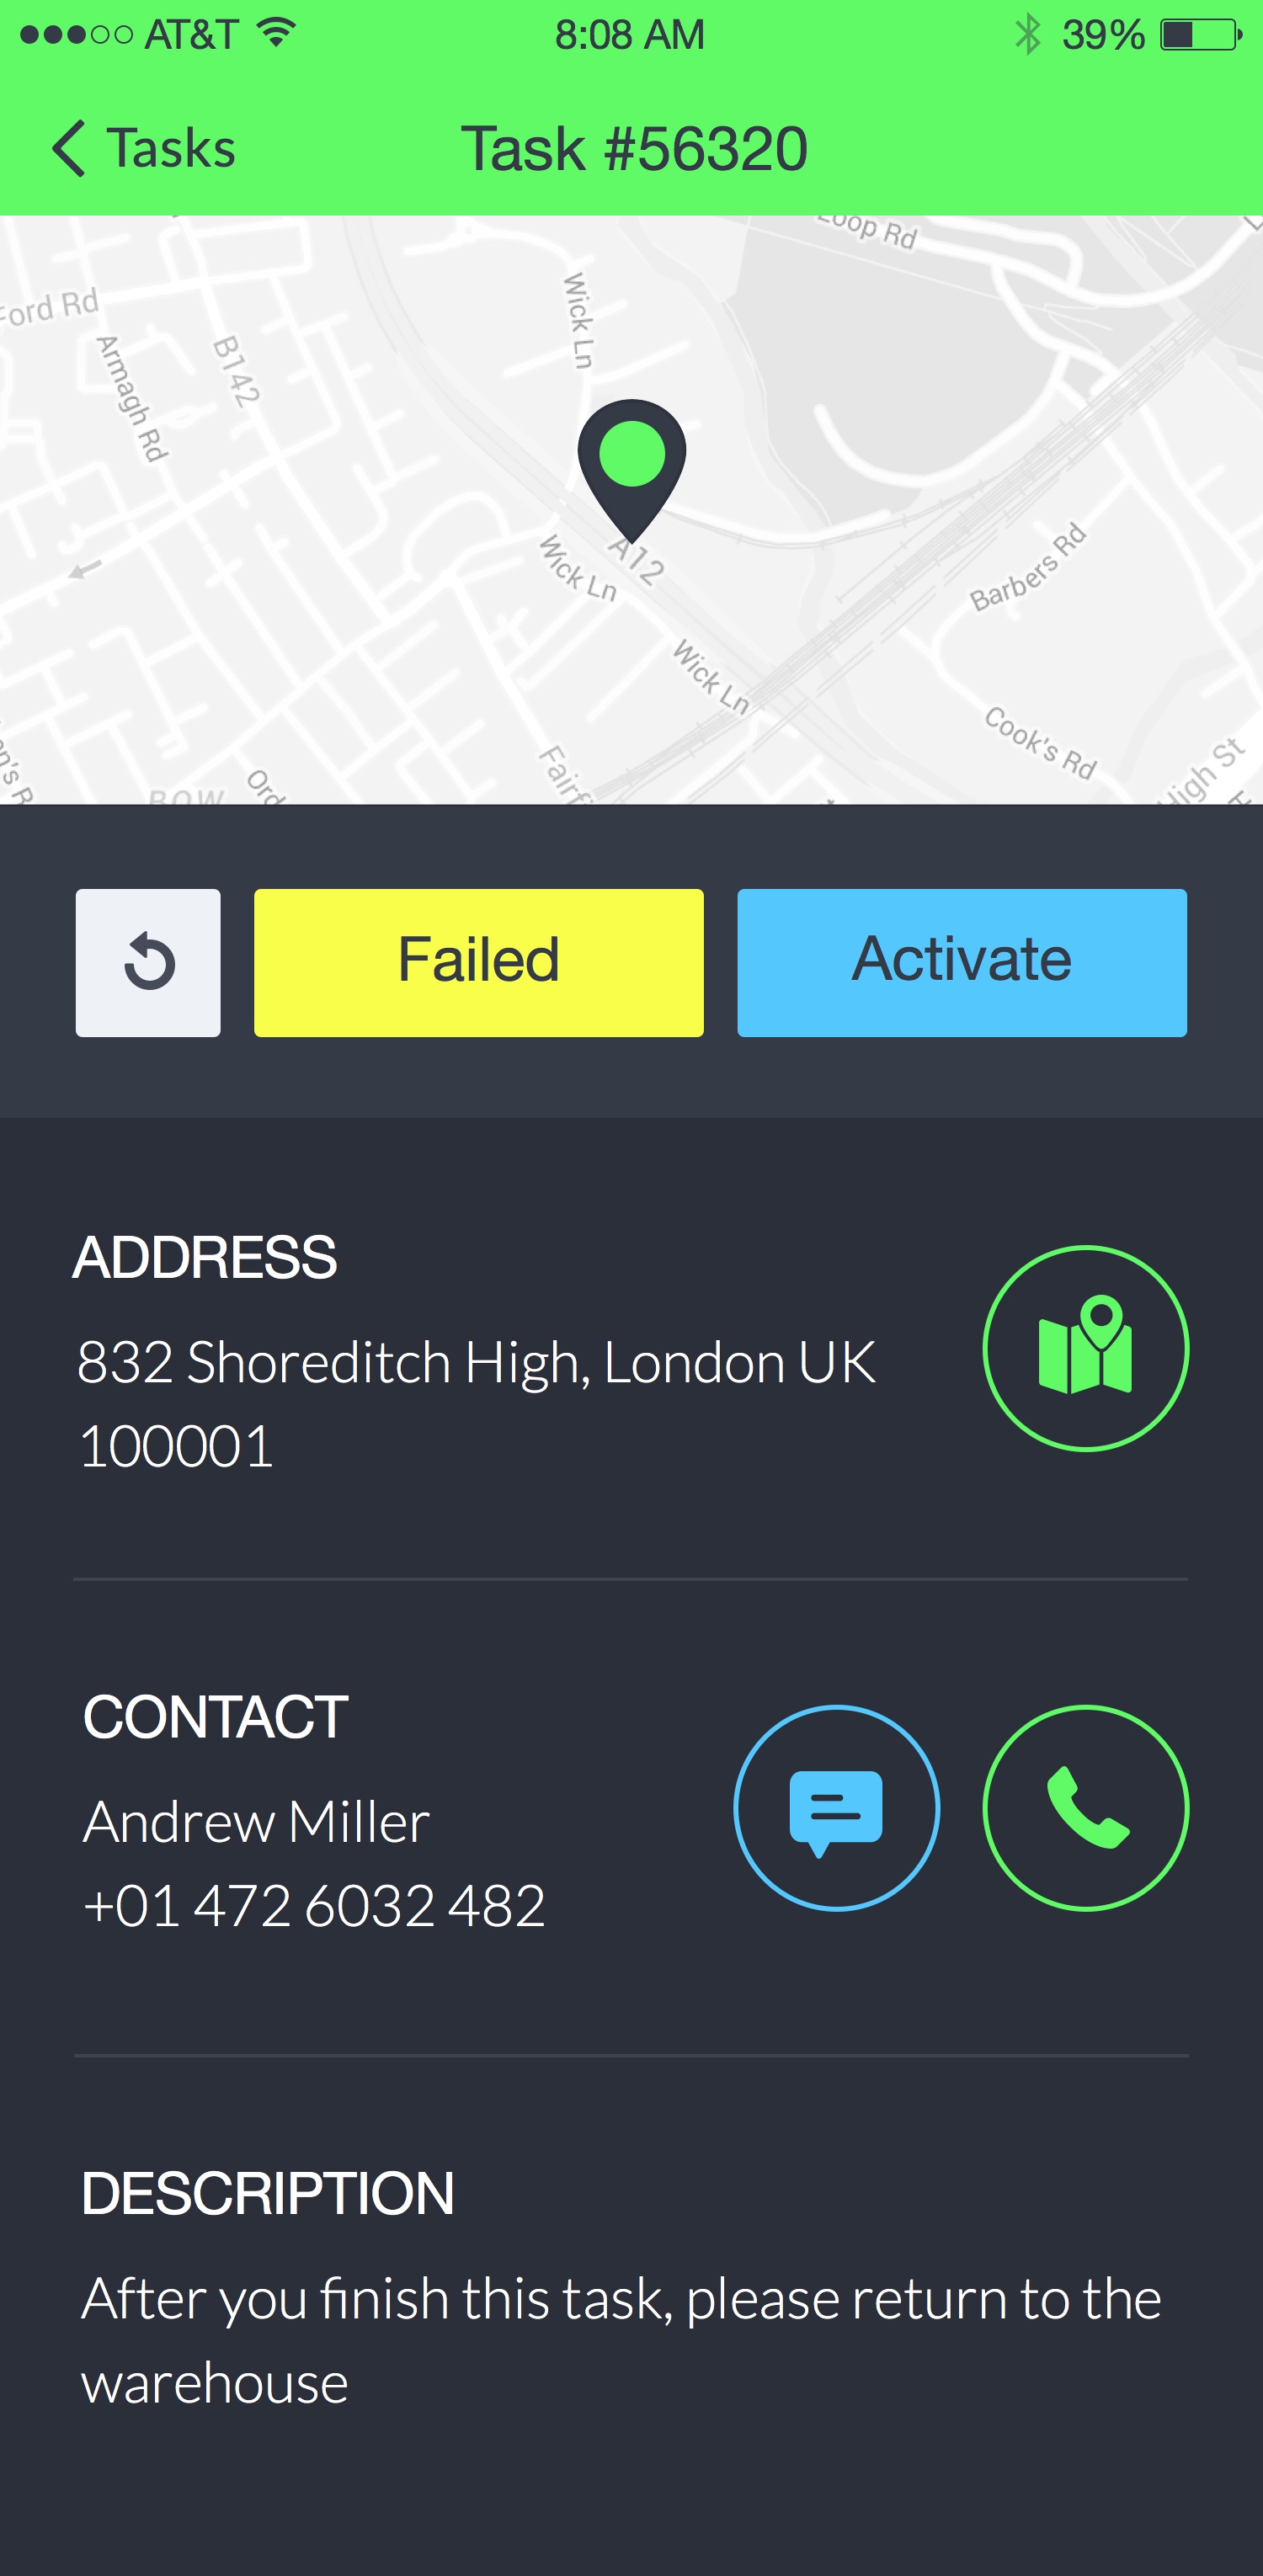 AT&T 8:08 AM 39%
Tasks Task #56320
Loop Rd
Wick Ln
Ford Rd
Armagh Rd
B142
A12
Wick Ln
Barbers Rd
Wick Ln
Cook's Rd
High St
BOW
Failed Activate
ADDRESS
832 Shoreditch High, London UK
100001
CONTACT
Andrew Miller
+01 472 6032 482
DESCRIPTION
After you finish this task, please return to the
warehouse